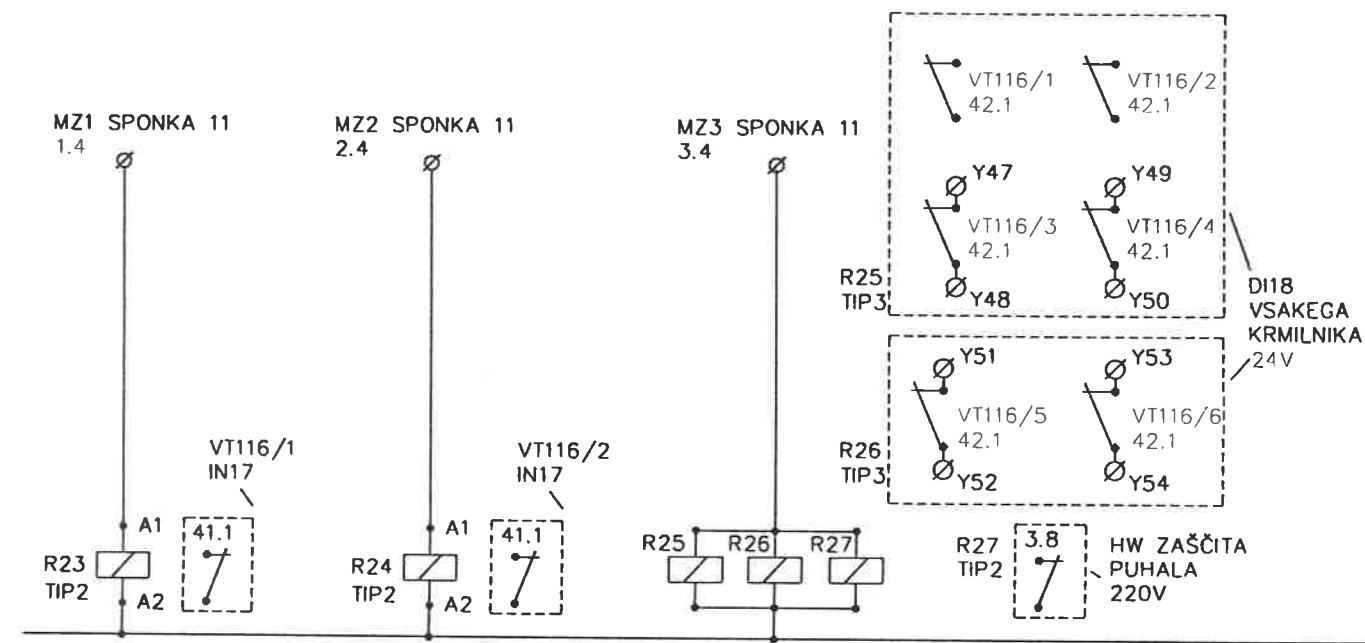 MZ1 SPONKA 11
1.4
MZ2 SPONKA 11
2.4
MZ3 SPONKA 11
3.4
VT116/1
42.1
VT116/2
42.1
Y47
Y49
VT116/3
42.1
VT116/4
42.1
R25
TIP3
Y48
Y50
DI18
VSAKEGA
KRMILNIKA
24V
Y51
Y53
VT116/5
42.1
VT116/6
42.1
R26
TIP3
Y52
Y54
VT116/1
IN17
VT116/2
IN17
A1
41.1
R23
TIP2
A2
A1
41.1
R24
TIP2
A2
R25
R26
R27
R27
TIP2
3.8
HW ZAŠČITA
PUHALA
220V